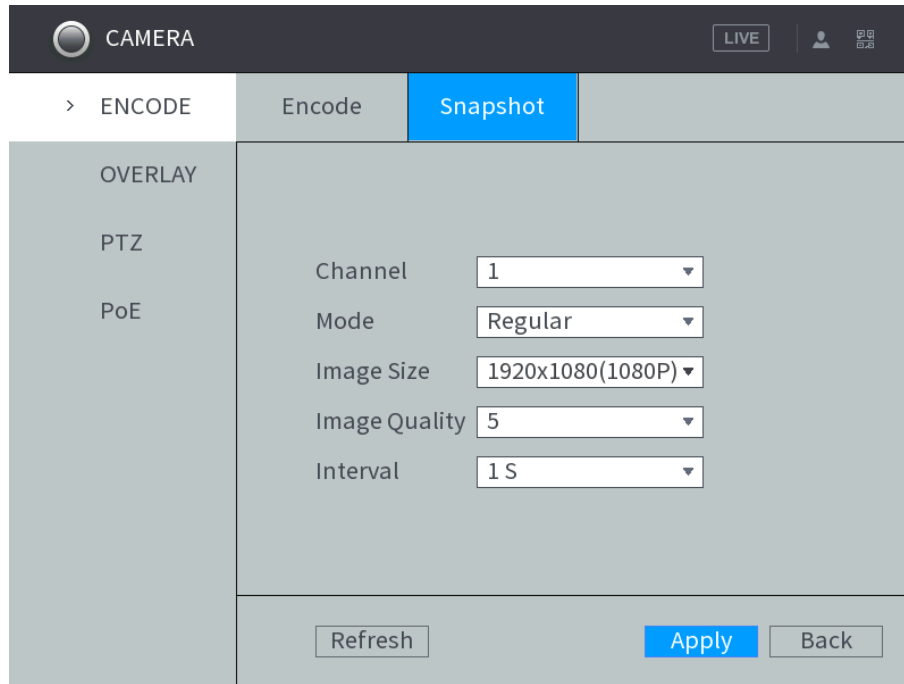 CAMERA LIVE
> ENCODE Encode Snapshot
OVERLAY
PTZ
PoE
Channel 1
Mode Regular
Image Size 1920x1080(1080P)
Image Quality 5
Interval 1 S
Refresh Apply Back